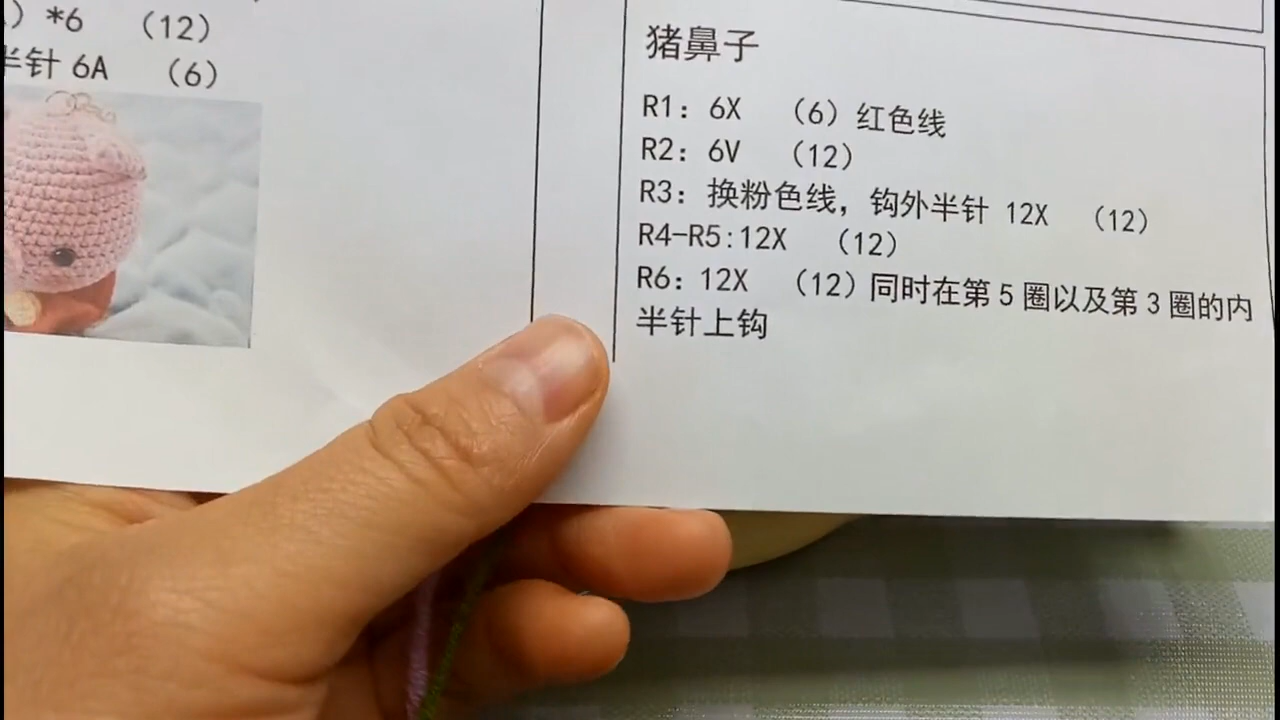 ) *6 (12)
半针 6A (6)
猪鼻子
R1: 6X (6) 红色线
R2: 6V (12)
R3: 换粉色线，钩外半针 12X (12)
R4-R5:12X (12)
R6: 12X (12) 同时在第 5 圈以及第 3 圈的内
半针上钩